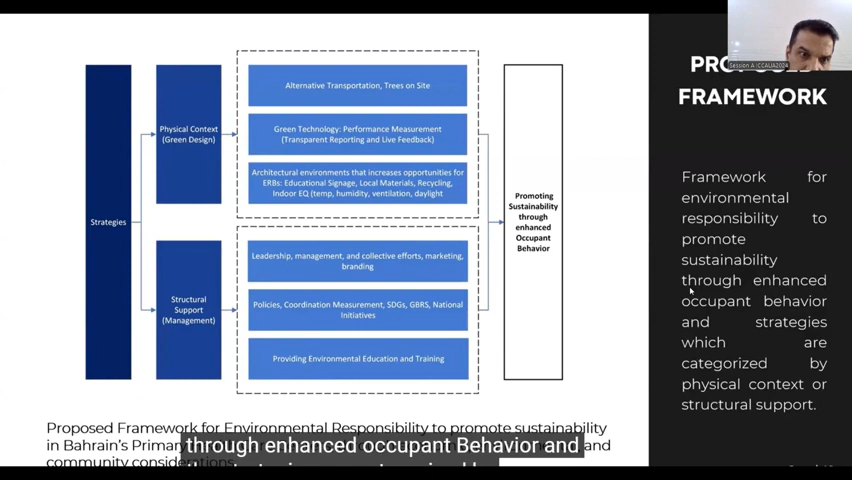 Strategies
Physical Context
(Green Design)
Alternative Transportation, Trees on Site
Green Technology: Performance Measurement
(Transparent Reporting and Live Feedback)
Architectural environments that increases opportunities for
ERBs: Educational Signage, Local Materials, Recycling,
Indoor EQ (temp, humidity, ventilation, daylight
Structural
Support
(Management)
Leadership, management, and collective efforts, marketing,
branding
Policies, Coordination Measurement, SDGs, GBRS, National
Initiatives
Providing Environmental Education and Training
Promoting
Sustainability
through
enhanced
Occupant
Behavior
Session A ICCAUA2024
PROPOSED
FRAMEWORK
Framework for
environmental
responsibility to
promote
sustainability
through enhanced
occupant behavior
and strategies
which are
categorized by
physical context or
structural support.
Proposed Framework for Environmental Responsibility to promote sustainability
in Bahrain's Primary
and
community considerations
through enhanced occupant Behavior and